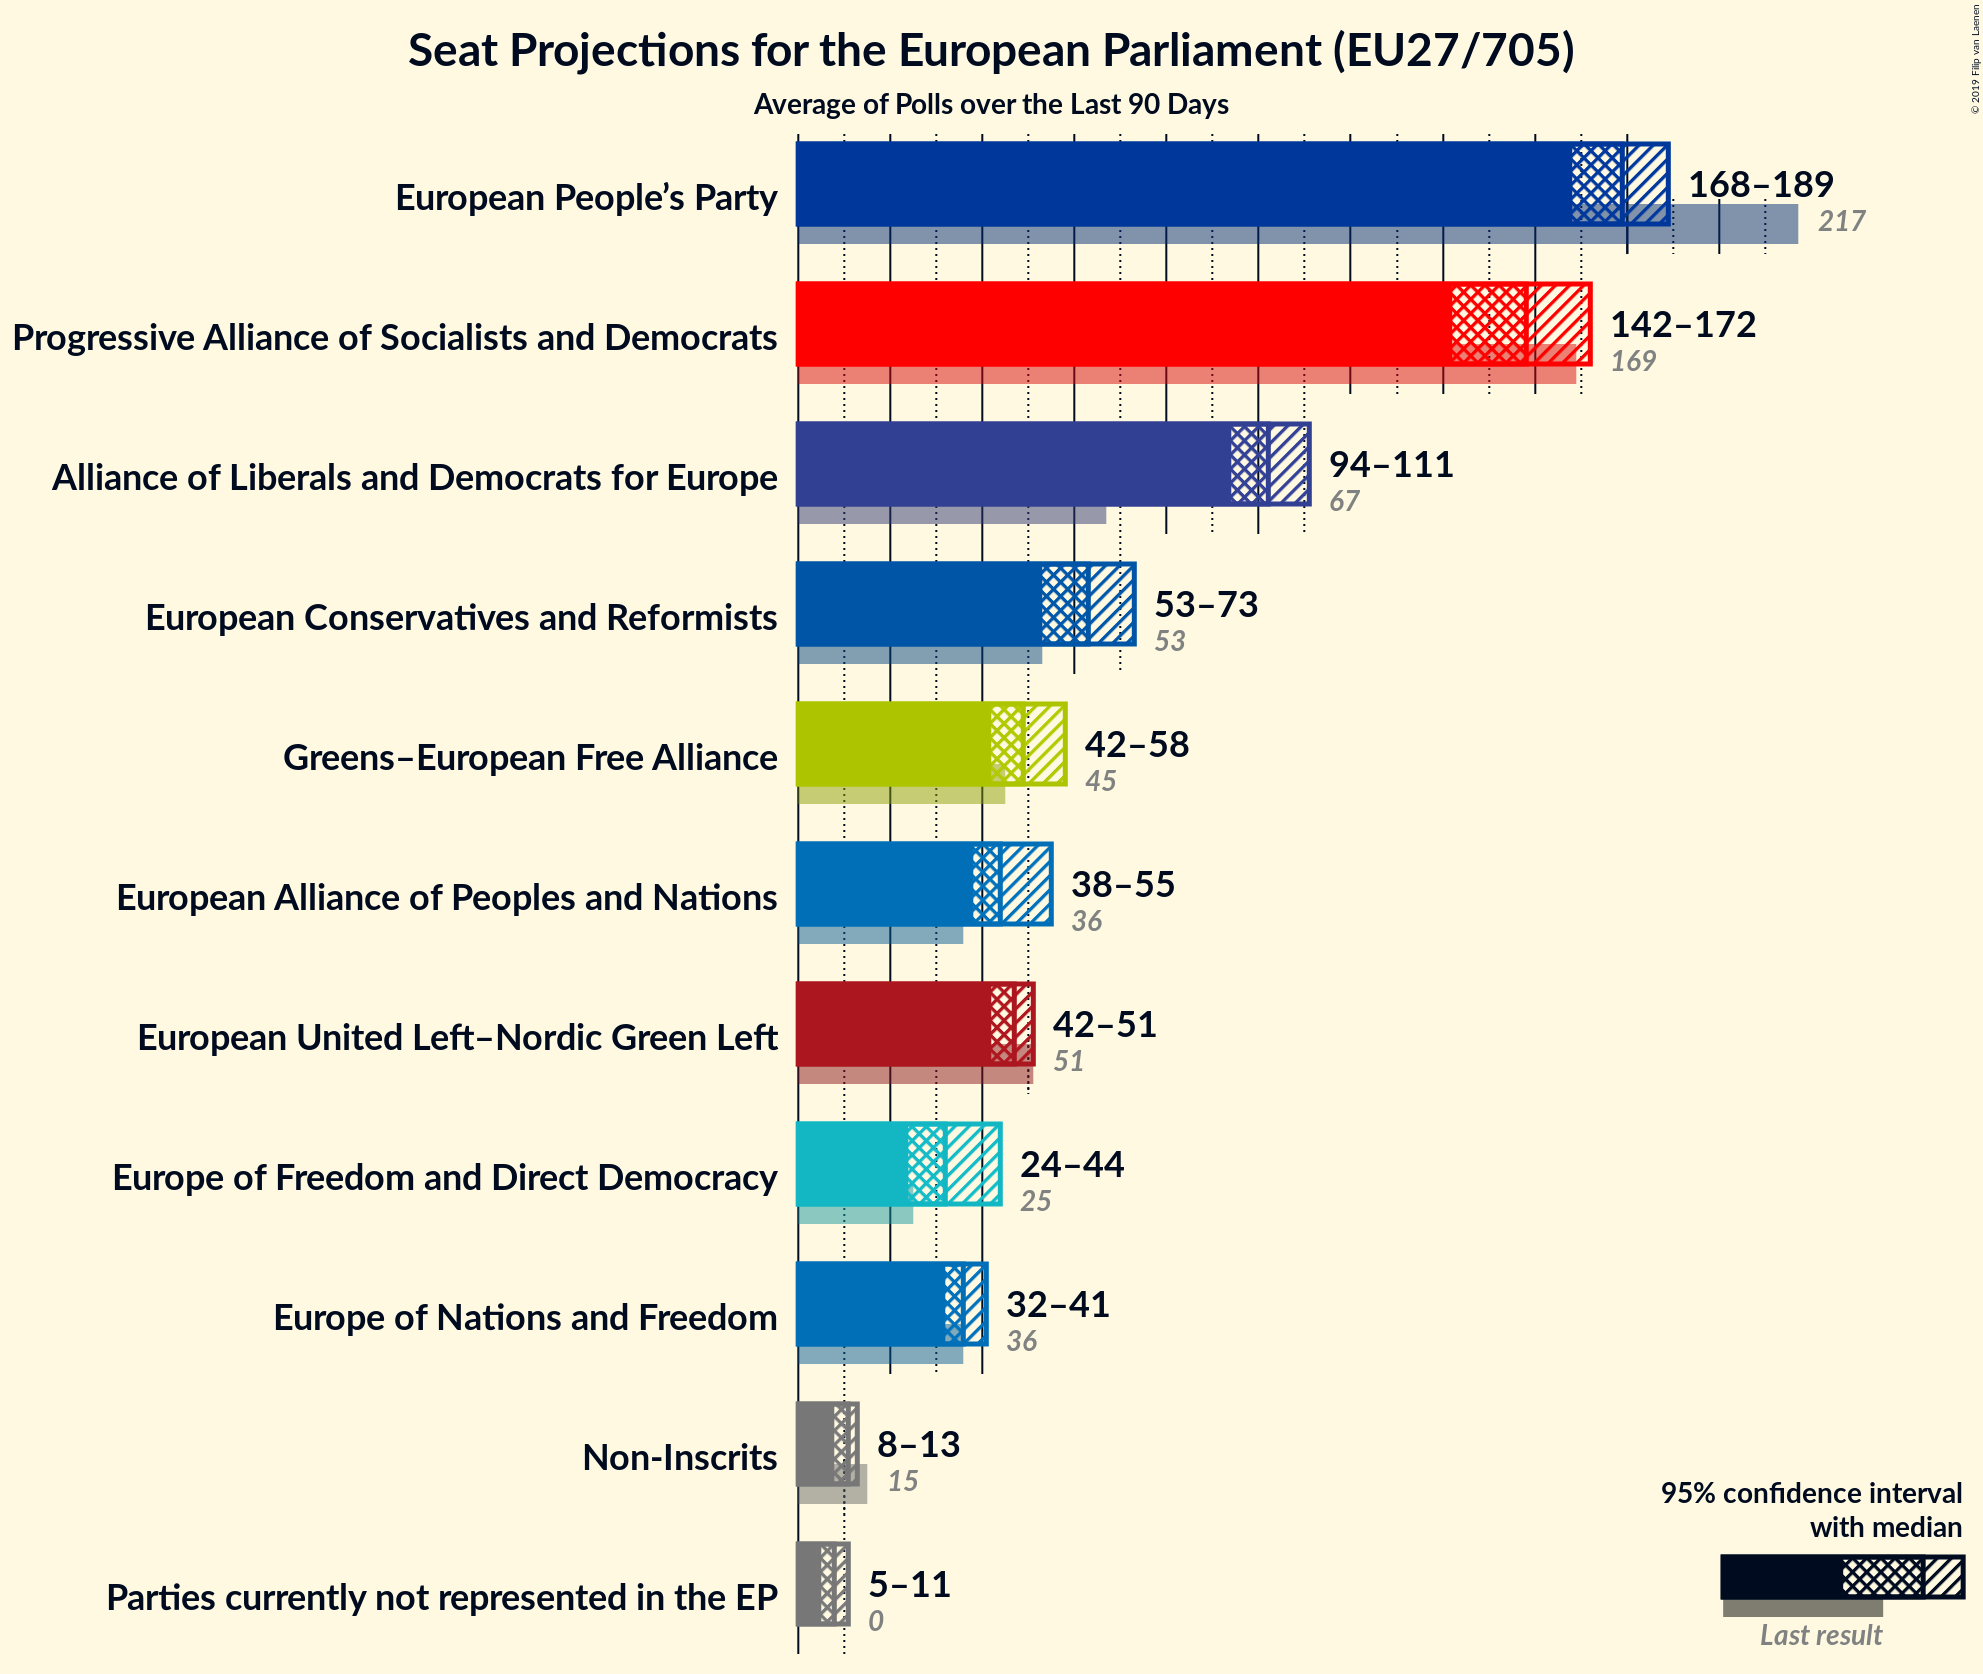 Seat Projections for the European Parliament (EU27/705)
Average of Polls over the Last 90 Days
© 2019 Filip van Laenen
European People’s Party
168–189
217
Progressive Alliance of Socialists and Democrats
142–172
169
Alliance of Liberals and Democrats for Europe
94–111
67
European Conservatives and Reformists
53–73
53
Greens–European Free Alliance
42–58
45
European Alliance of Peoples and Nations
38–55
36
European United Left–Nordic Green Left
42–51
51
Europe of Freedom and Direct Democracy
24–44
25
Europe of Nations and Freedom
32–41
36
Non-Inscrits
8–13
15
Parties currently not represented in the EP
5–11
0
95% confidence interval
with median
Last result